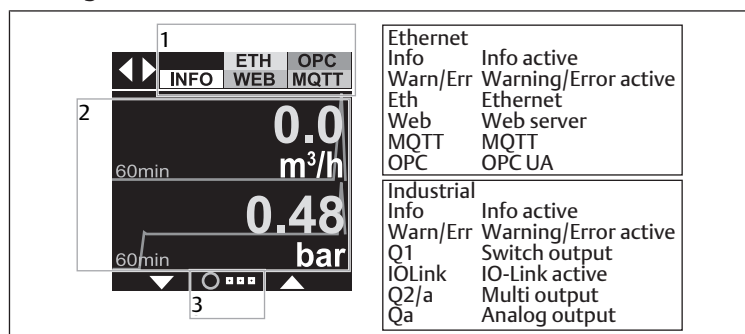 1
ETH OPC
INFO WEB MQTT
2
0.0
60min m³/h
0.48
60min bar
3
Ethernet
Info Info active
Warn/Err Warning/Error active
Eth Ethernet
Web Web server
MQTT MQTT
OPC OPC UA
Industrial
Info Info active
Warn/Err Warning/Error active
Q1 Switch output
IOLink IO-Link active
Q2/a Multi output
Qa Analog output